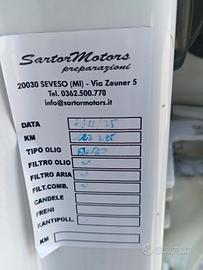 SartorMotors
preparazioni
20030 SEVESO (MI) - Via Zeuner 5
Tel. 0362.500.778
info@sartormotors.it
DATA
KM
TIPO OLIO
FILTRO OLIO ✓
FILTRO ARIA ✓
FILT.COMB. ✓
CANDELE
FRENI
F.ANTIPOLL.
KM